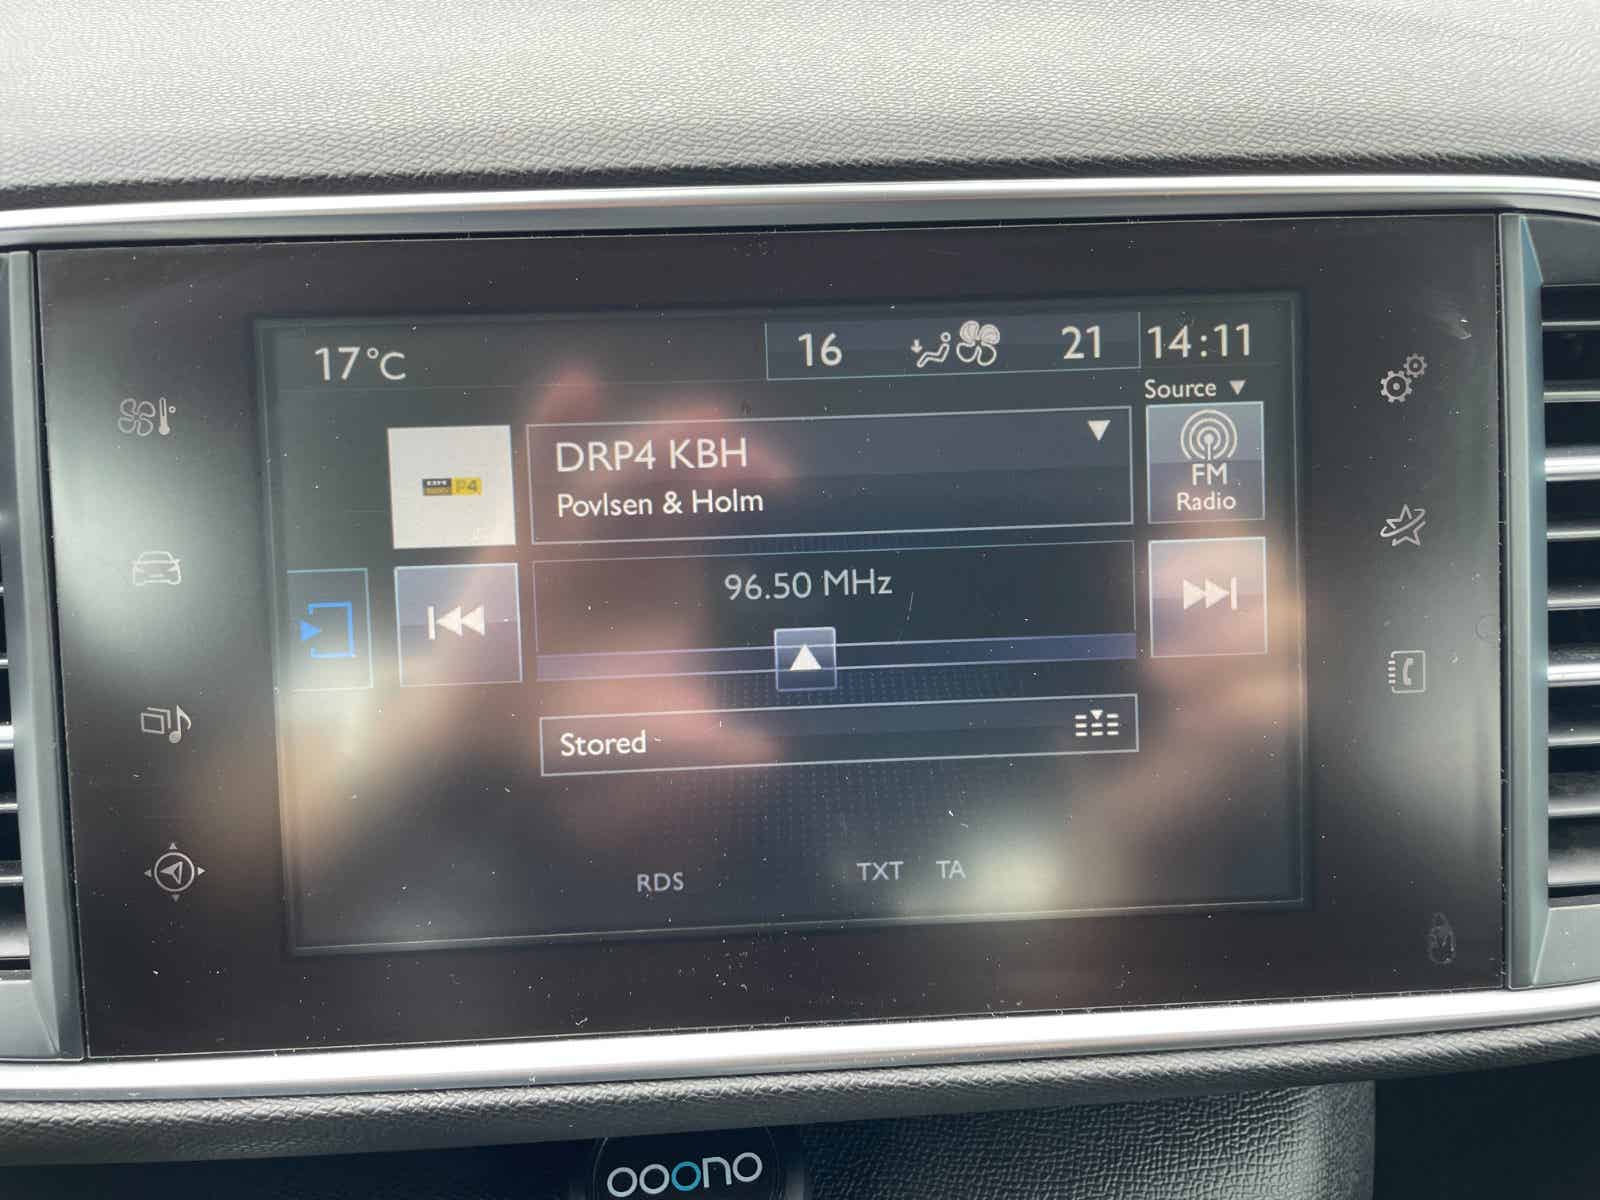 17°C
16
21
14:11
Source
DRP4 KBH
Povlsen & Holm
P4
FM
Radio
96.50 MHz
Stored
RDS
TXT
TA
ooono